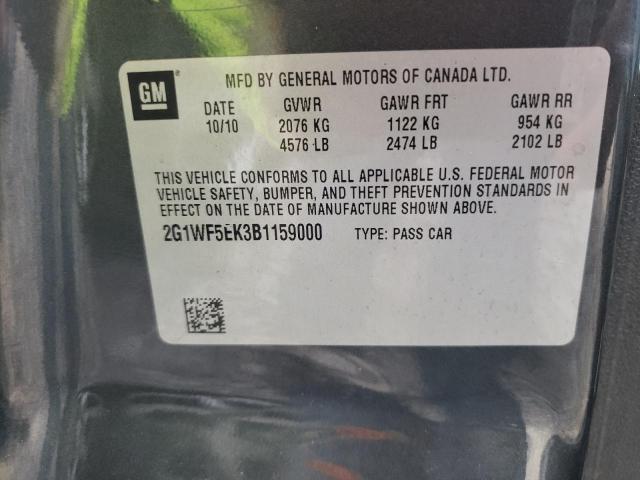 GM
MFD BY GENERAL MOTORS OF CANADA LTD.
DATE GVWR GAWR FRT GAWR RR
10/10 2076 KG 1122 KG 954 KG
4576 LB 2474 LB 2102 LB
THIS VEHICLE CONFORMS TO ALL APPLICABLE U.S. FEDERAL MOTOR
VEHICLE SAFETY, BUMPER, AND THEFT PREVENTION STANDARDS IN
EFFECT ON THE DATE OF MANUFACTURE SHOWN ABOVE.
2G1WF5EK3B1159000 TYPE: PASS CAR